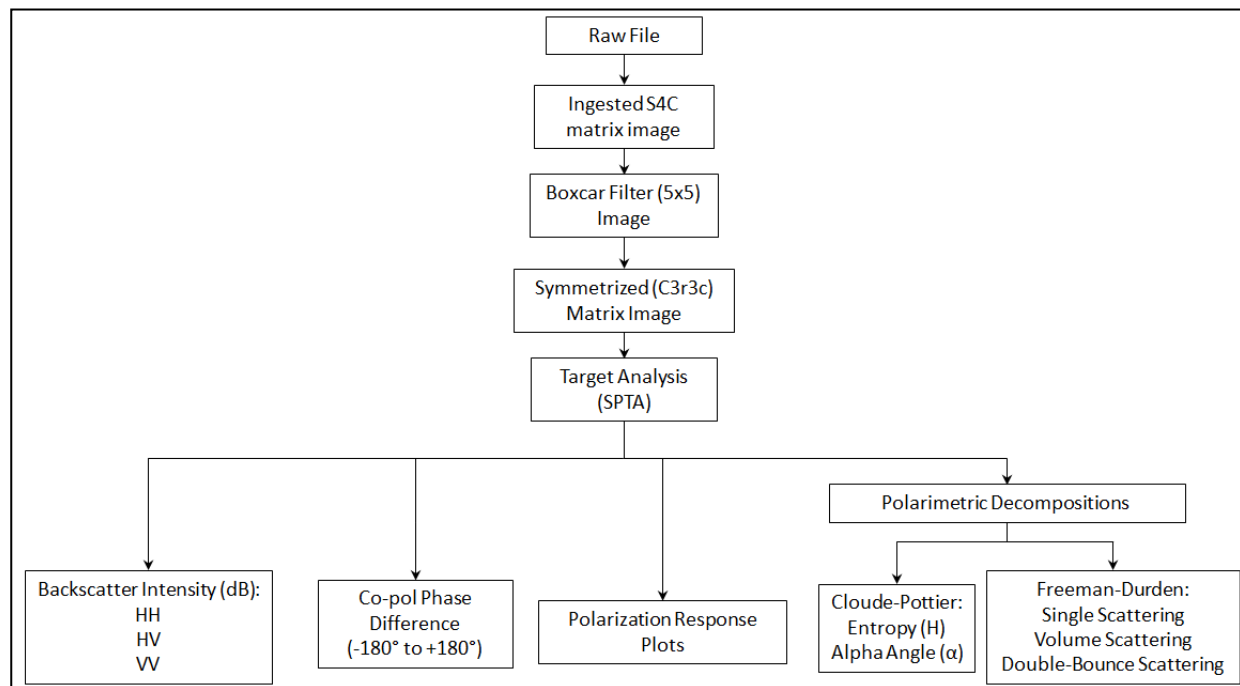 Raw File
Ingested S4C
matrix image
Boxcar Filter (5x5)
Image
Symmetrized (C3r3c)
Matrix Image
Target Analysis
(SPTA)
Polarimetric Decompositions
Backscatter Intensity (dB):
HH
HV
VV
Co-pol Phase
Difference
(-180° to +180°)
Polarization Response
Plots
Cloude-Pottier:
Entropy (H)
Alpha Angle (α)
Freeman-Durden:
Single Scattering
Volume Scattering
Double-Bounce Scattering